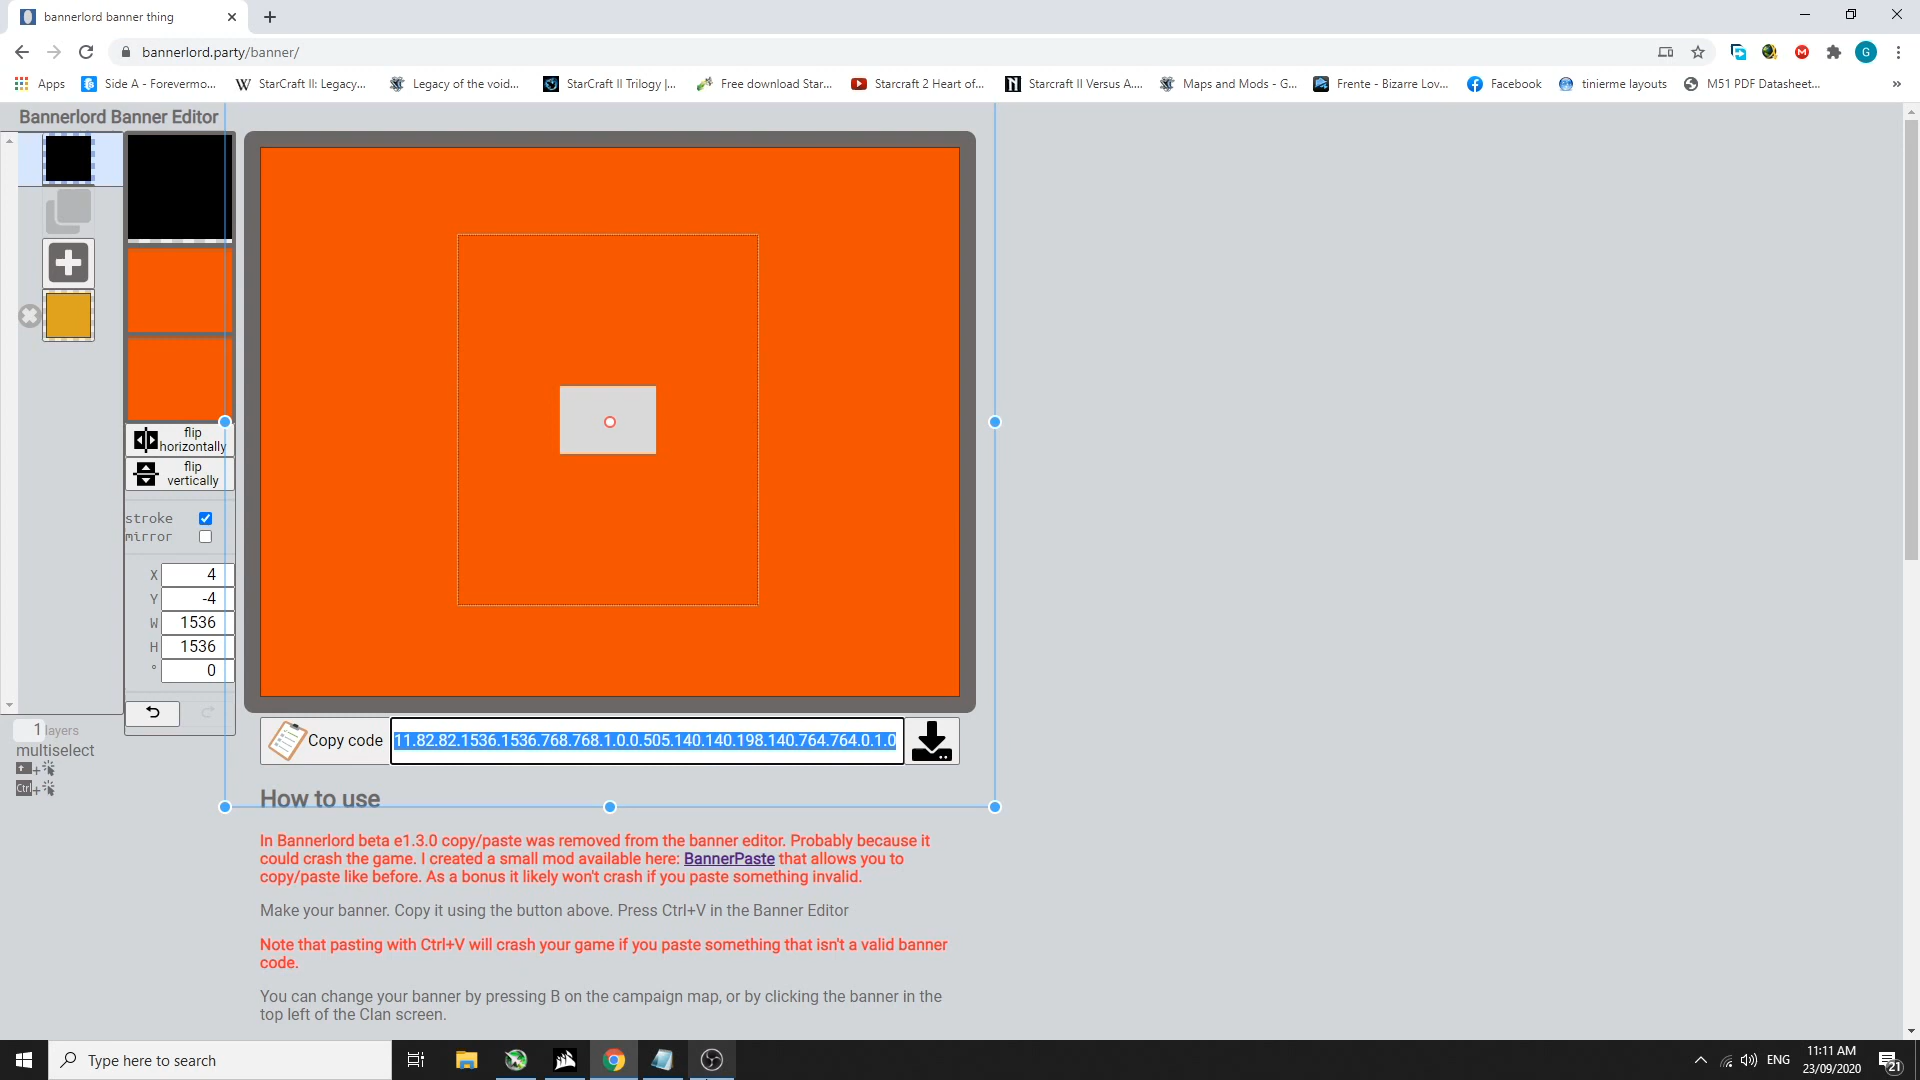 bannerlord banner thing
bannerlord.party/banner/
G
Apps
Side A - Forevermo...
StarCraft II: Legacy...
Legacy of the void...
StarCraft II Trilogy |...
Free download Star...
Starcraft 2 Heart of...
Starcraft II Versus A....
Maps and Mods - G...
Frente - Bizarre Lov...
Facebook
tinierme layouts
M51 PDF Datasheet...
»
Bannerlord Banner Editor
flip
horizontally
flip
vertically
stroke
mirror
X 4
Y -4
W 1536
H 1536
° 0
1 layers
multiselect
+
Ctrl+
Copy code
11.82.82.1536.1536.768.768.1.0.0.505.140.140.198.140.764.764.0.1.0
How to use
In Bannerlord beta e1.3.0 copy/paste was removed from the banner editor. Probably because it
could crash the game. I created a small mod available here: BannerPaste that allows you to
copy/paste like before. As a bonus it likely won't crash if you paste something invalid.
Make your banner. Copy it using the button above. Press Ctrl+V in the Banner Editor
Note that pasting with Ctrl+V will crash your game if you paste something that isn't a valid banner
code.
You can change your banner by pressing B on the campaign map, or by clicking the banner in the
top left of the Clan screen.
Type here to search
ENG
11:11 AM
23/09/2020
21